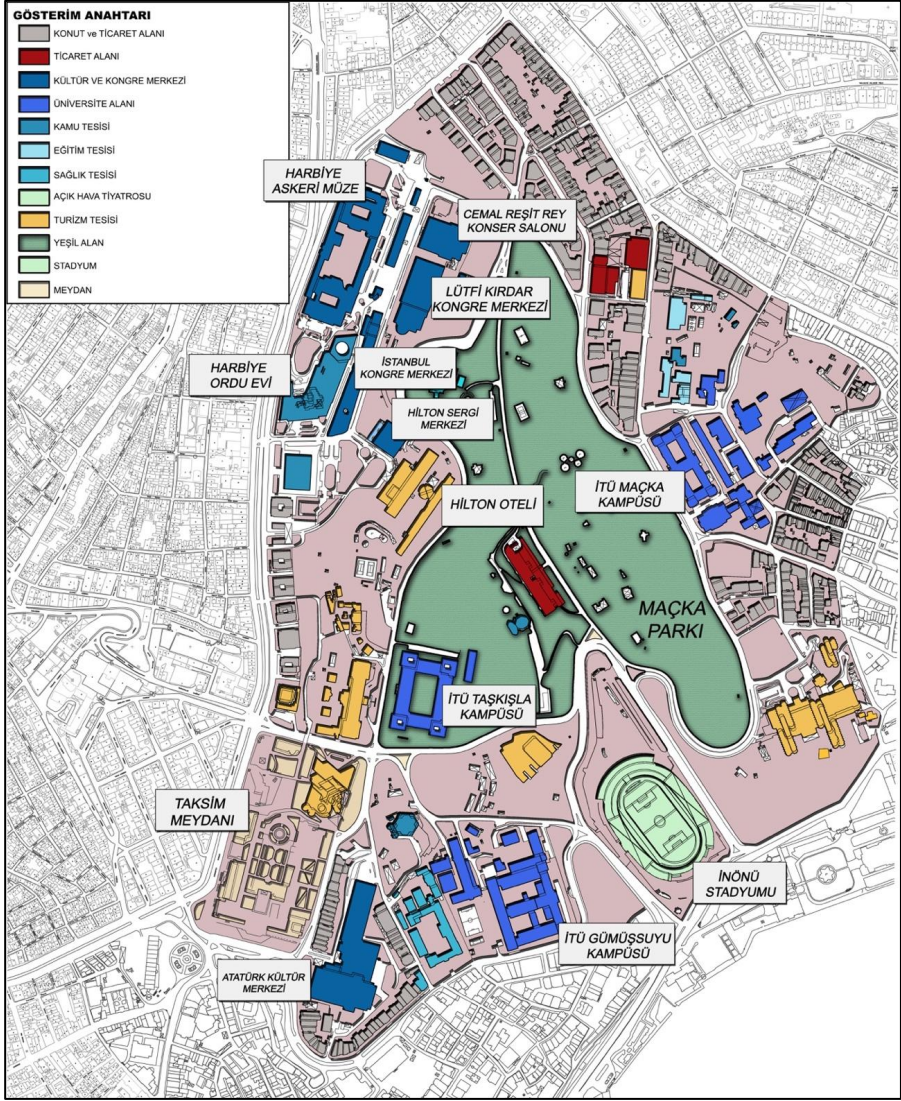 GÖSTERİM ANAHTARI
KONUT ve TİCARET ALANI
TİCARET ALANI
KÜLTÜR VE KONGRE MERKEZİ
ÜNİVERSİTE ALANI
KAMU TESİSİ
EĞİTİM TESİSİ
SAĞLIK TESİSİ
AÇIK HAVA TİYATROSU
TURİZM TESİSİ
YEŞİL ALAN
STADYUM
MEYDAN
HARBİYE
ASKERİ MÜZE
CEMAL REŞİT REY
KONSER SALONU
LÜTFİ KIRDAR
KONGRE MERKEZİ
HARBİYE
ORDU EVİ
İSTANBUL
KONGRE MERKEZİ
HİLTON SERGİ
MERKEZİ
HİLTON OTELİ
İTÜ MAÇKA
KAMPÜSÜ
MAÇKA
PARKI
İTÜ TAŞKIŞLA
KAMPÜSÜ
TAKSİM
MEYDANI
İNÖNÜ
STADYUMU
İTÜ GÜMÜŞSUYU
KAMPÜSÜ
ATATÜRK KÜLTÜR
MERKEZİ